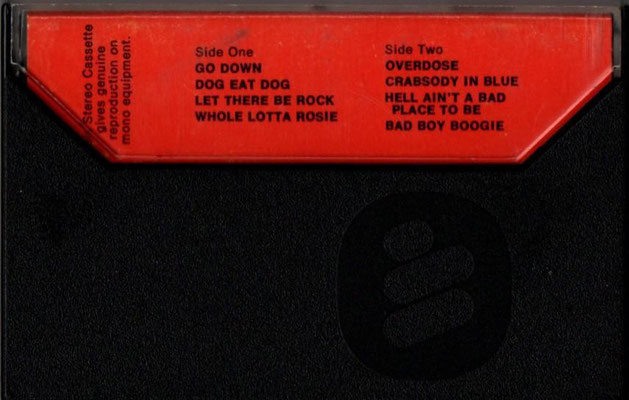 Stereo Cassette
gives genuine
reproduction on
mono equipment.
Side One
GO DOWN
DOG EAT DOG
LET THERE BE ROCK
WHOLE LOTTA ROSIE
Side Two
OVERDOSE
CRABSODY IN BLUE
HELL AIN'T A BAD
PLACE TO BE
BAD BOY BOOGIE